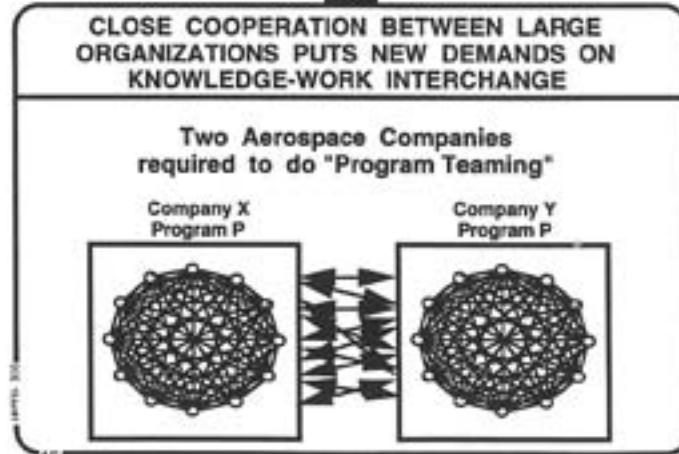 CLOSE COOPERATION BETWEEN LARGE
ORGANIZATIONS PUTS NEW DEMANDS ON
KNOWLEDGE-WORK INTERCHANGE
Two Aerospace Companies
required to do "Program Teaming"
Company X
Program P
Company Y
Program P